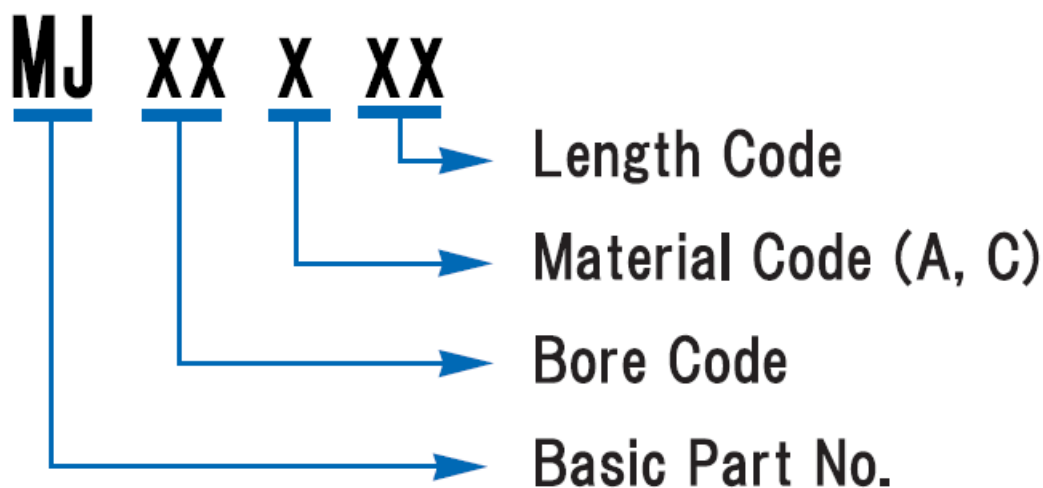 MJ XX X XX
Length Code
Material Code (A, C)
Bore Code
Basic Part No.